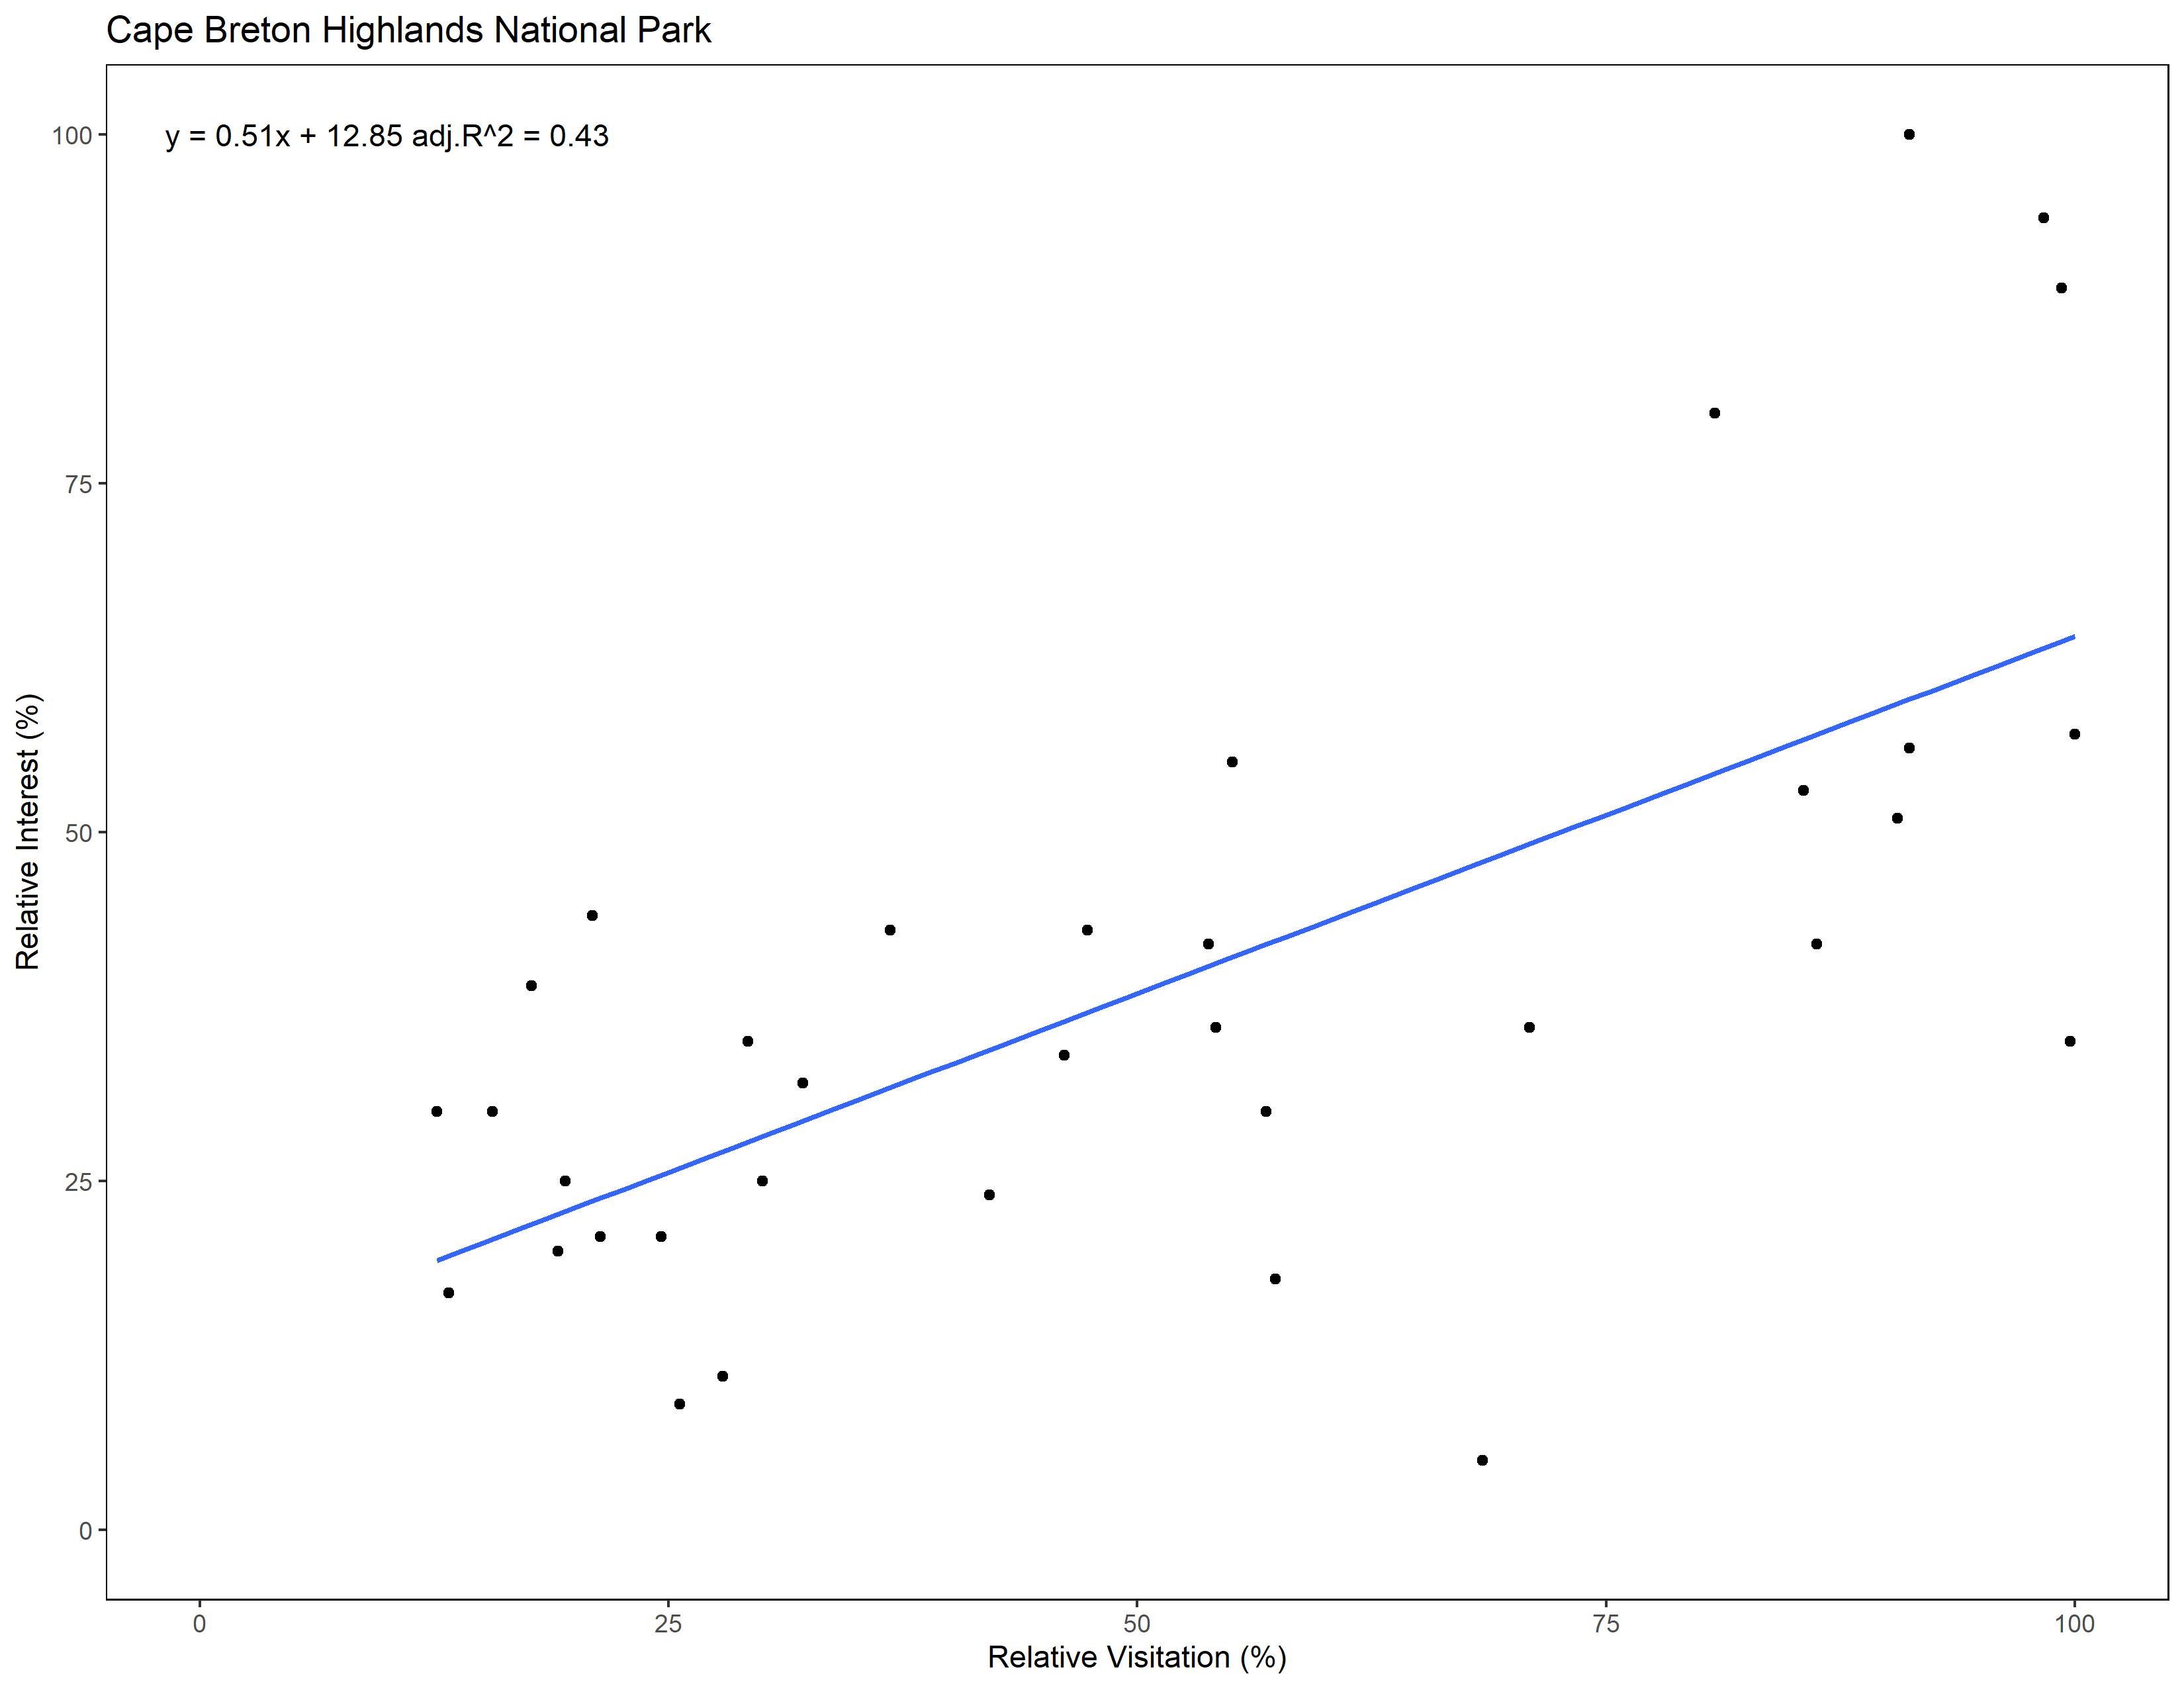 Cape Breton Highlands National Park
y = 0.51x + 12.85 adj.R^2 = 0.43
100
75
50
25
0
Relative Interest (%)
0 25 50 75 100
Relative Visitation (%)